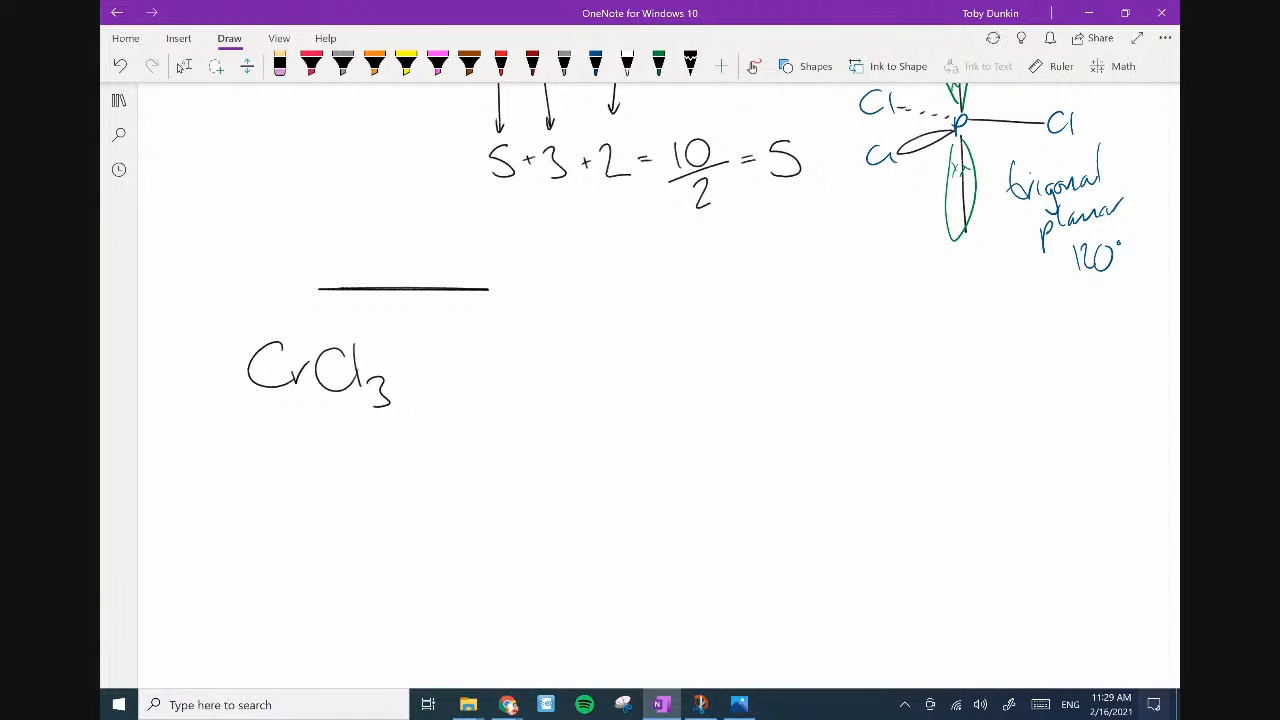 OneNote for Windows 10
Toby Dunkin
Home Insert Draw View Help
Share
Shapes Ink to Shape Ink to Text Ruler Math
Cl
P
Cl
Cl
5 + 3 + 2 = 10/2 = 5
trigonal
planar
120°
CrCl₃
Type here to search
ENG
11:29 AM
2/16/2021